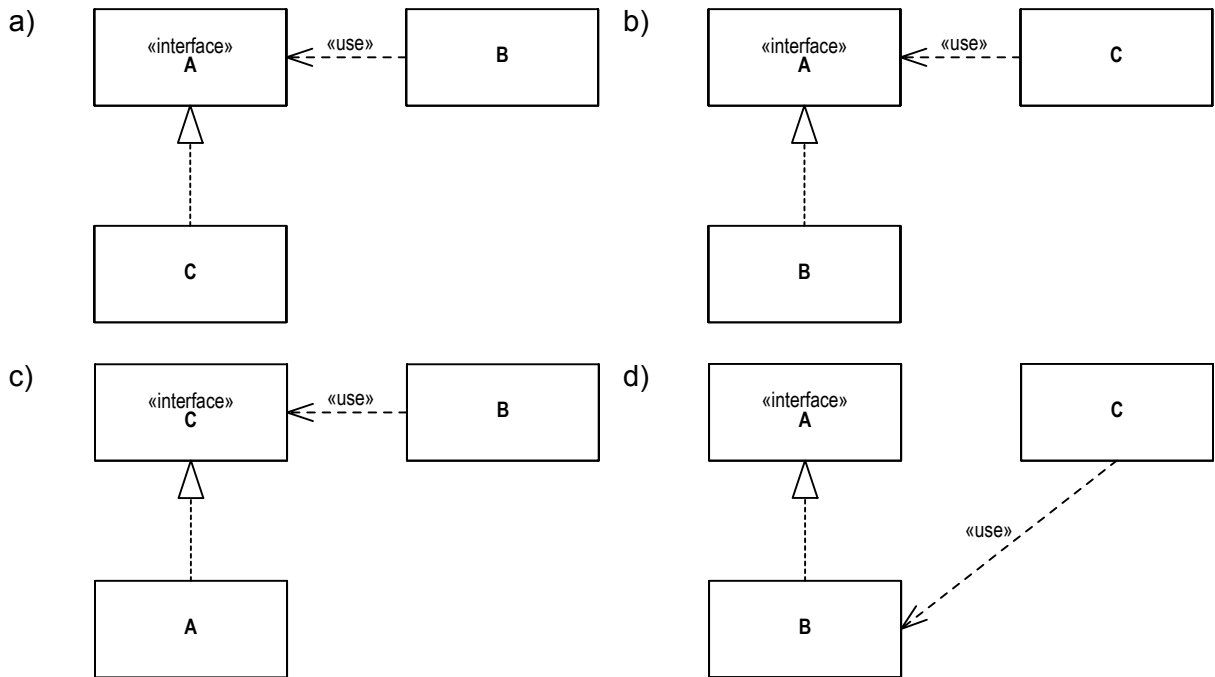 a)
«interface»
A
«use»
B
C
b)
«interface»
A
«use»
C
B
c)
«interface»
C
«use»
B
A
d)
«interface»
A
C
«use»
B